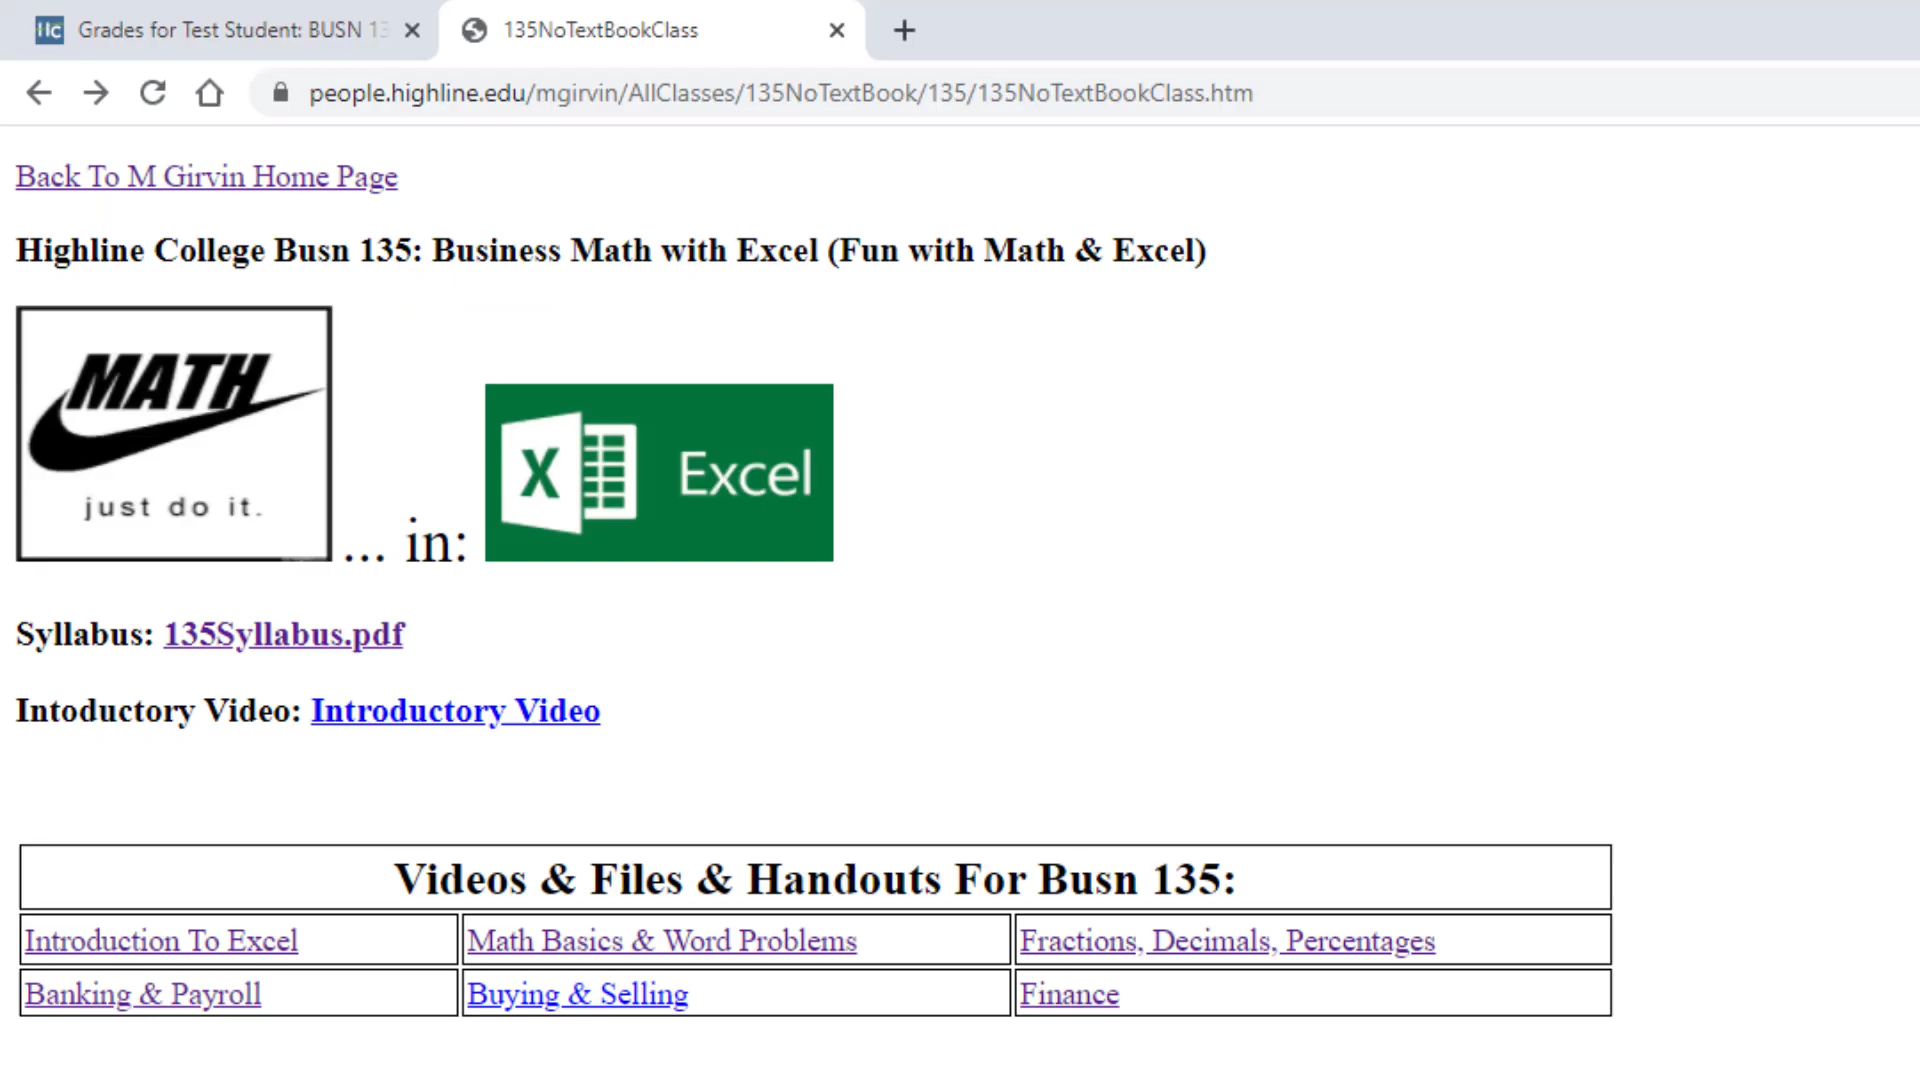 Hc Grades for Test Student: BUSN 13
135NoTextBookClass
people.highline.edu/mgirvin/AllClasses/135NoTextBook/135/135NoTextBookClass.htm
Back To M Girvin Home Page
Highline College Busn 135: Business Math with Excel (Fun with Math & Excel)
MATH
just do it.
... in:
X Excel
Syllabus: 135Syllabus.pdf
Intoductory Video: Introductory Video
Videos & Files & Handouts For Busn 135:
Introduction To Excel Math Basics & Word Problems Fractions, Decimals, Percentages
Banking & Payroll Buying & Selling Finance